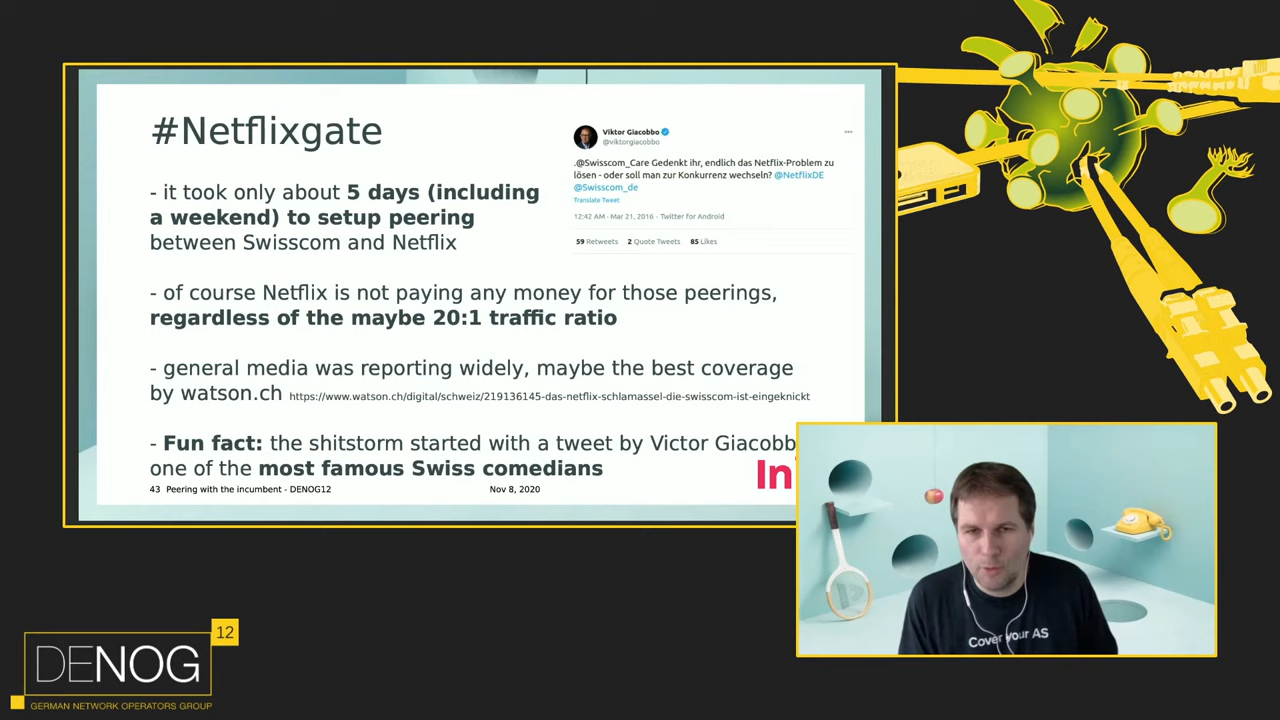 #Netflixgate
- it took only about 5 days (including
a weekend) to setup peering
between Swisscom and Netflix
Viktor Giacobbo
@viktorgiacobbo
.@Swisscom_Care Gedenkt ihr, endlich das Netflix-Problem zu
lösen - oder soll man zur Konkurrenz wechseln? @NetflixDE
@Swisscom_de
Translate Tweet
12:42 AM · Mar 21, 2016 · Twitter for Android
59 Retweets 2 Quote Tweets 85 Likes
- of course Netflix is not paying any money for those peerings,
regardless of the maybe 20:1 traffic ratio
- general media was reporting widely, maybe the best coverage
by watson.ch https://www.watson.ch/digital/schweiz/219136145-das-netflix-schlamassel-die-swisscom-ist-eingeknickt
- Fun fact: the shitstorm started with a tweet by Victor Giacobb
one of the most famous Swiss comedians
In
43 Peering with the incumbent - DENOG12 Nov 8, 2020
Cover your AS
12
DENOG
GERMAN NETWORK OPERATORS GROUP